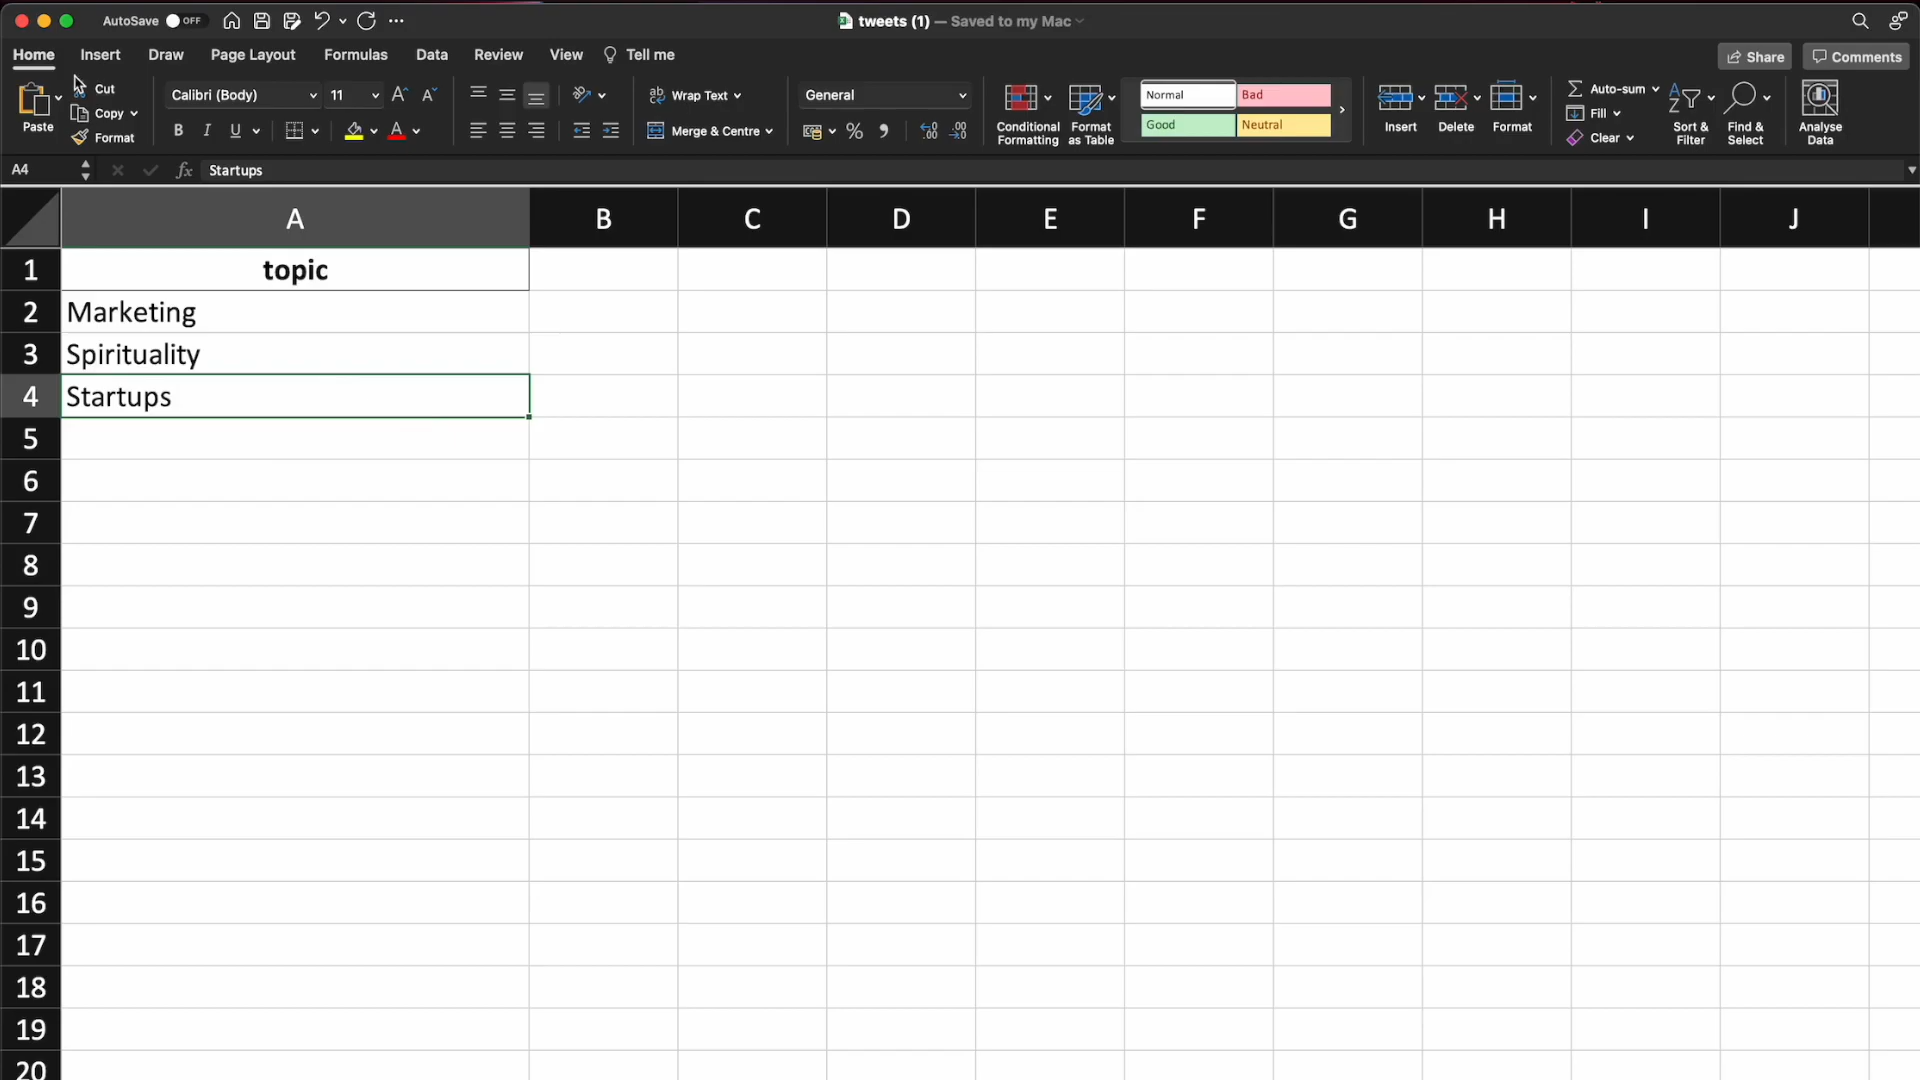 AutoSave OFF tweets (1) — Saved to my Mac
Home Insert Draw Page Layout Formulas Data Review View Tell me Share Comments
Paste Cut Copy Format
Calibri (Body) 11
B I U A
Wrap Text
Merge & Centre
General
Conditional Formatting
Format as Table
Normal Bad
Good Neutral
Insert Delete Format
Auto-sum
Fill
Clear
Sort & Filter
Find & Select
Analyse Data
A4 fx Startups
A B C D E F G H I J
1 topic
2 Marketing
3 Spirituality
4 Startups
5
6
7
8
9
10
11
12
13
14
15
16
17
18
19
20